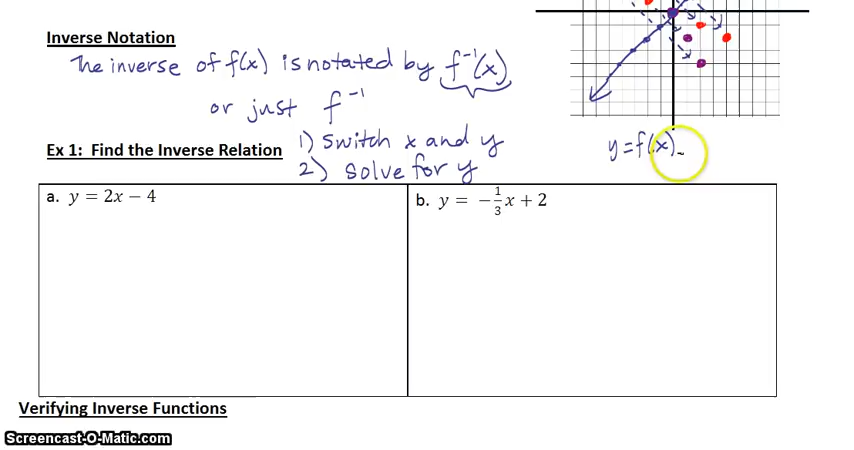 Inverse Notation
The inverse of f(x) is notated by f⁻¹(x)
or just f⁻¹
Ex 1: Find the Inverse Relation
1) switch x and y
2) solve for y
y = f(x)
a. y = 2x − 4
b. y = −1/3x + 2
Verifying Inverse Functions
Screencast-O-Matic.com